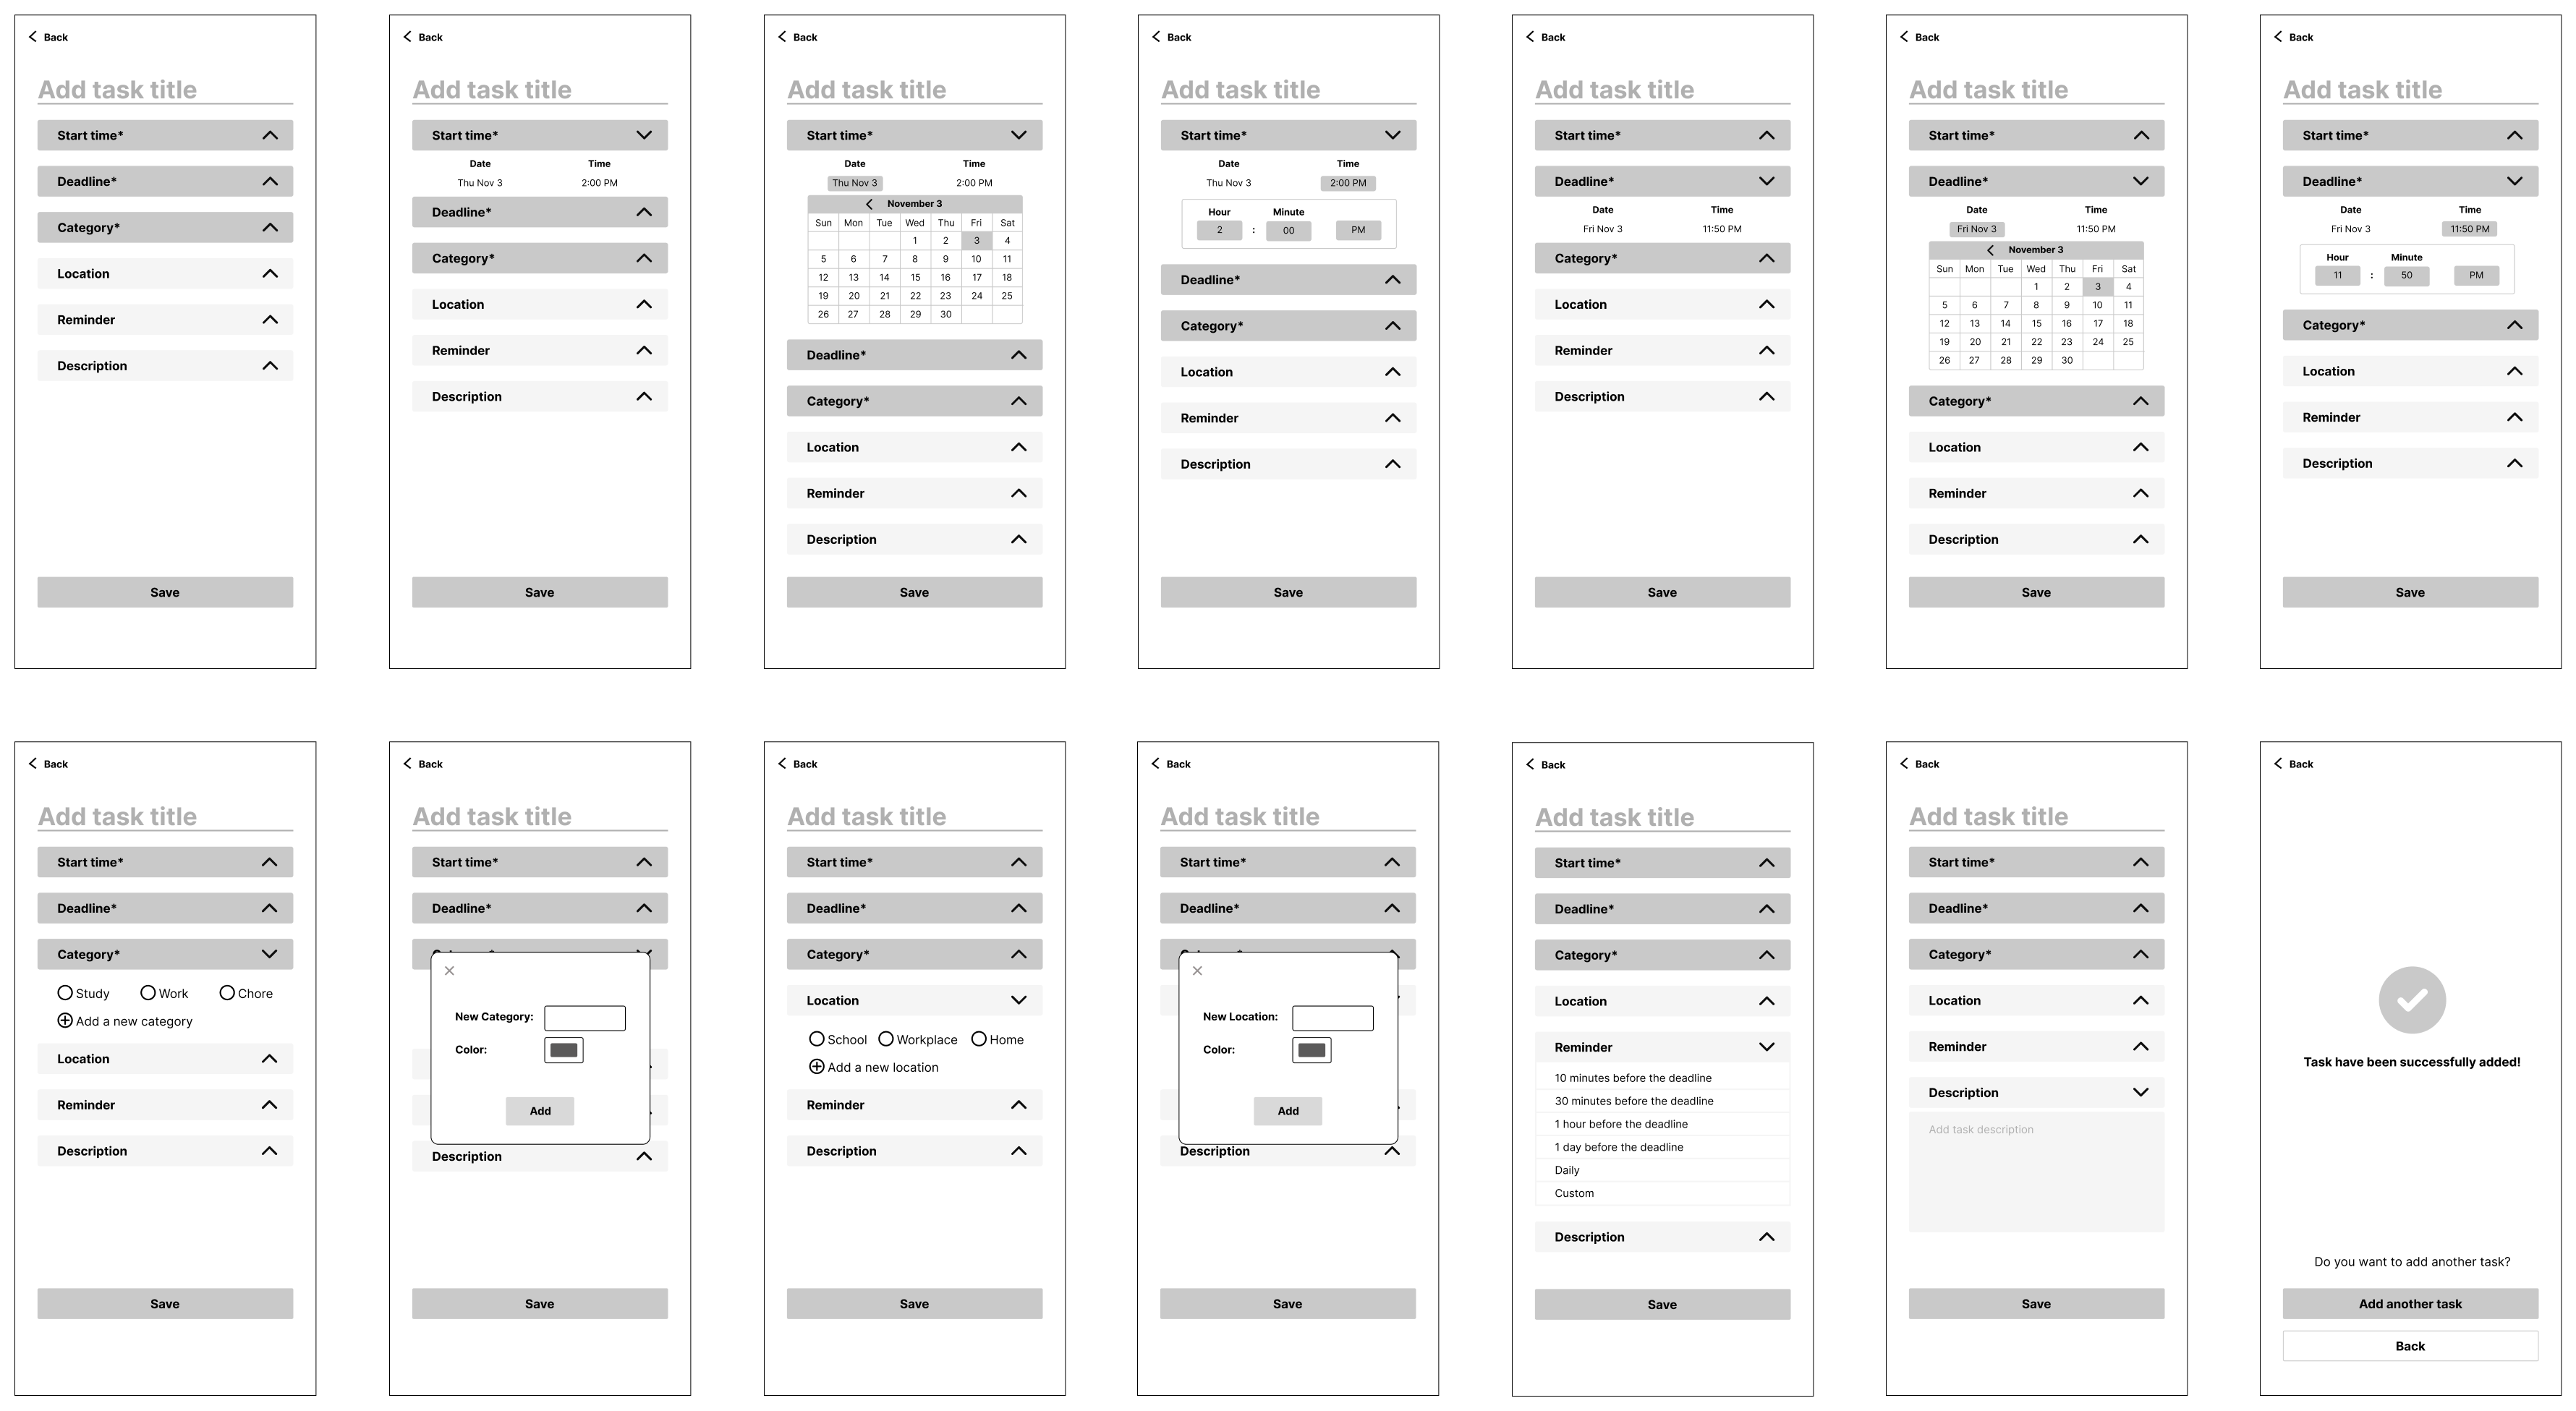 Back
Add task title
Start time*
Deadline*
Category*
Location
Reminder
Description
Save
Back
Add task title
Start time*
Date Time
Thu Nov 3 2:00 PM
Deadline*
Category*
Location
Reminder
Description
Save
Back
Add task title
Start time*
Date Time
Thu Nov 3 2:00 PM
November 3
Sun Mon Tue Wed Thu Fri Sat
1 2 3 4
5 6 7 8 9 10 11
12 13 14 15 16 17 18
19 20 21 22 23 24 25
26 27 28 29 30
Deadline*
Category*
Location
Reminder
Description
Save
Back
Add task title
Start time*
Date Time
Thu Nov 3 2:00 PM
Hour Minute
2 : 00 PM
Deadline*
Category*
Location
Reminder
Description
Save
Back
Add task title
Start time*
Deadline*
Date Time
Fri Nov 3 11:50 PM
Category*
Location
Reminder
Description
Save
Back
Add task title
Start time*
Deadline*
Date Time
Fri Nov 3 11:50 PM
November 3
Sun Mon Tue Wed Thu Fri Sat
1 2 3 4
5 6 7 8 9 10 11
12 13 14 15 16 17 18
19 20 21 22 23 24 25
26 27 28 29 30
Category*
Location
Reminder
Description
Save
Back
Add task title
Start time*
Deadline*
Date Time
Fri Nov 3 11:50 PM
Hour Minute
11 : 50 PM
Category*
Location
Reminder
Description
Save
Back
Add task title
Start time*
Deadline*
Category*
Study Work Chore
Add a new category
Location
Reminder
Description
Save
Back
Add task title
Start time*
Deadline*
New Category:
Color:
Add
Description
Save
Back
Add task title
Start time*
Deadline*
Category*
Location
School Workplace Home
Add a new location
Reminder
Description
Save
Back
Add task title
Start time*
Deadline*
New Location:
Color:
Add
Description
Save
Back
Add task title
Start time*
Deadline*
Category*
Location
Reminder
10 minutes before the deadline
30 minutes before the deadline
1 hour before the deadline
1 day before the deadline
Daily
Custom
Description
Save
Back
Add task title
Start time*
Deadline*
Category*
Location
Reminder
Description
Add task description
Save
Back
Task have been successfully added!
Do you want to add another task?
Add another task
Back